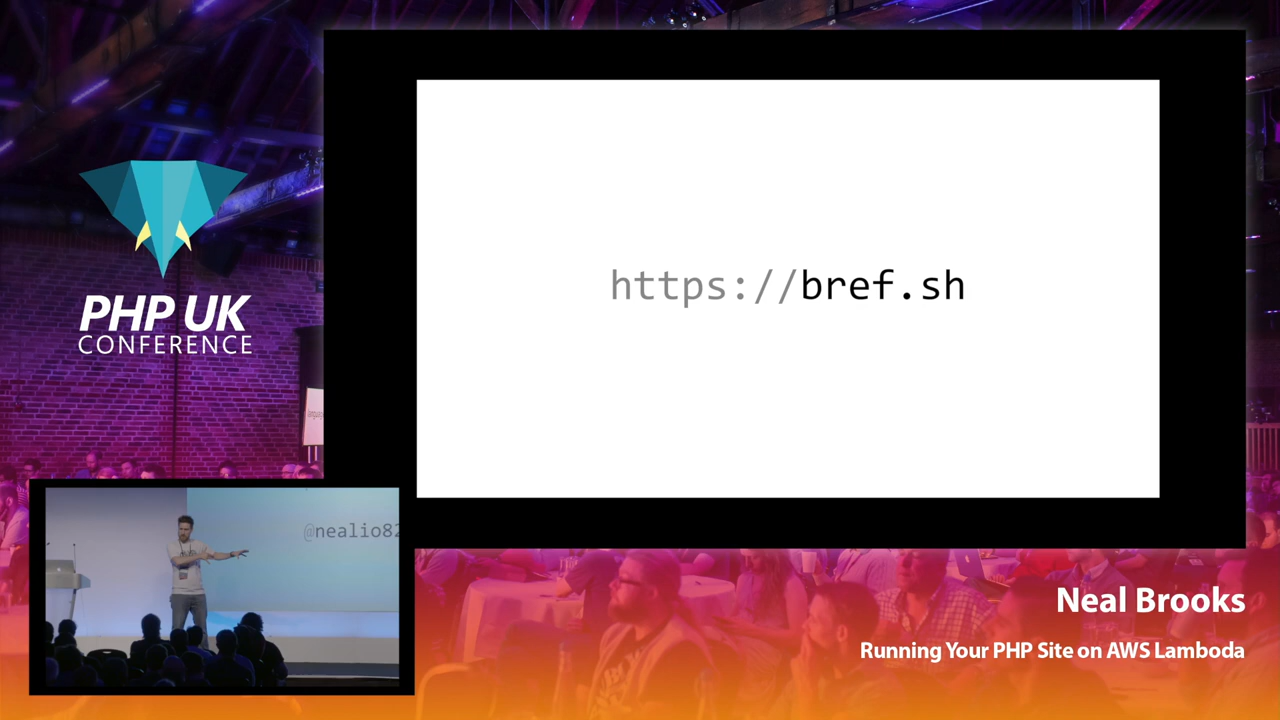 PHP UK
CONFERENCE
https://bref.sh
@nealio82
Neal Brooks
Running Your PHP Site on AWS Lamboda